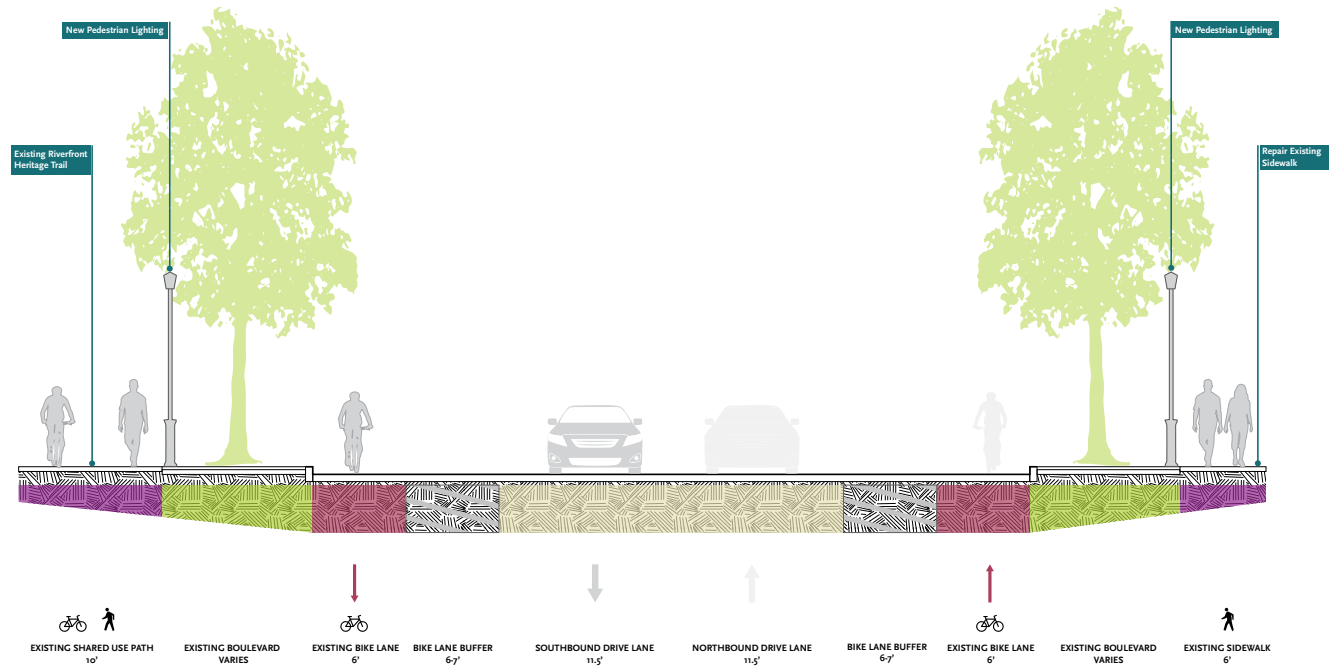 New Pedestrian Lighting
New Pedestrian Lighting
Existing Riverfront
Heritage Trail
Repair Existing
Sidewalk
EXISTING SHARED USE PATH
10'
EXISTING BOULEVARD
VARIES
EXISTING BIKE LANE
6'
BIKE LANE BUFFER
6-7'
SOUTHBOUND DRIVE LANE
11.5'
NORTHBOUND DRIVE LANE
11.5'
BIKE LANE BUFFER
6-7'
EXISTING BIKE LANE
6'
EXISTING BOULEVARD
VARIES
EXISTING SIDEWALK
6'